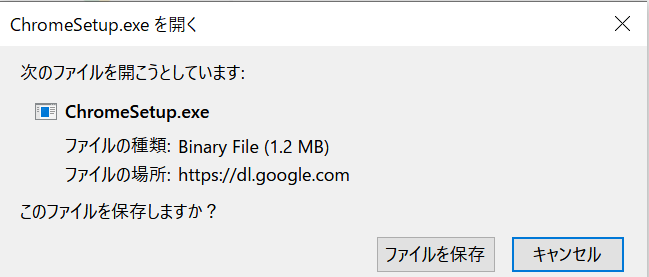 ChromeSetup.exe を開く
次のファイルを開こうとしています:
ChromeSetup.exe
ファイルの種類: Binary File (1.2 MB)
ファイルの場所: https://dl.google.com
このファイルを保存しますか？
ファイルを保存 キャンセル